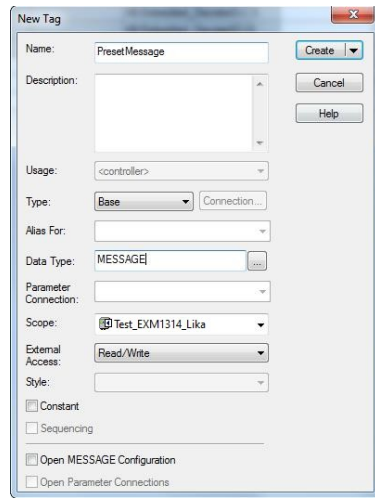 New Tag
Name: PresetMessage Create
Description: Cancel
Help
Usage: <controller>
Type: Base Connection...
Alias For:
Data Type: MESSAGE ...
Parameter
Connection:
Scope: Test_EXM1314_Lika
External
Access: Read/Write
Style:
Constant
Sequencing
Open MESSAGE Configuration
Open Parameter Connections